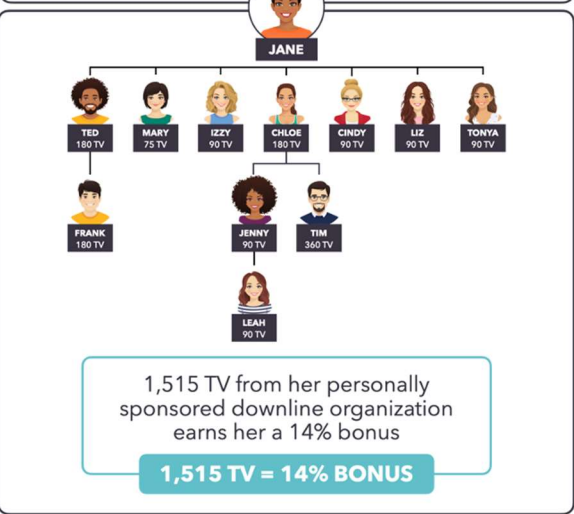 JANE
TED
180 TV
MARY
75 TV
IZZY
90 TV
CHLOE
180 TV
CINDY
90 TV
LIZ
90 TV
TONYA
90 TV
FRANK
180 TV
JENNY
90 TV
TIM
360 TV
LEAH
90 TV
1,515 TV from her personally
sponsored downline organization
earns her a 14% bonus
1,515 TV = 14% BONUS